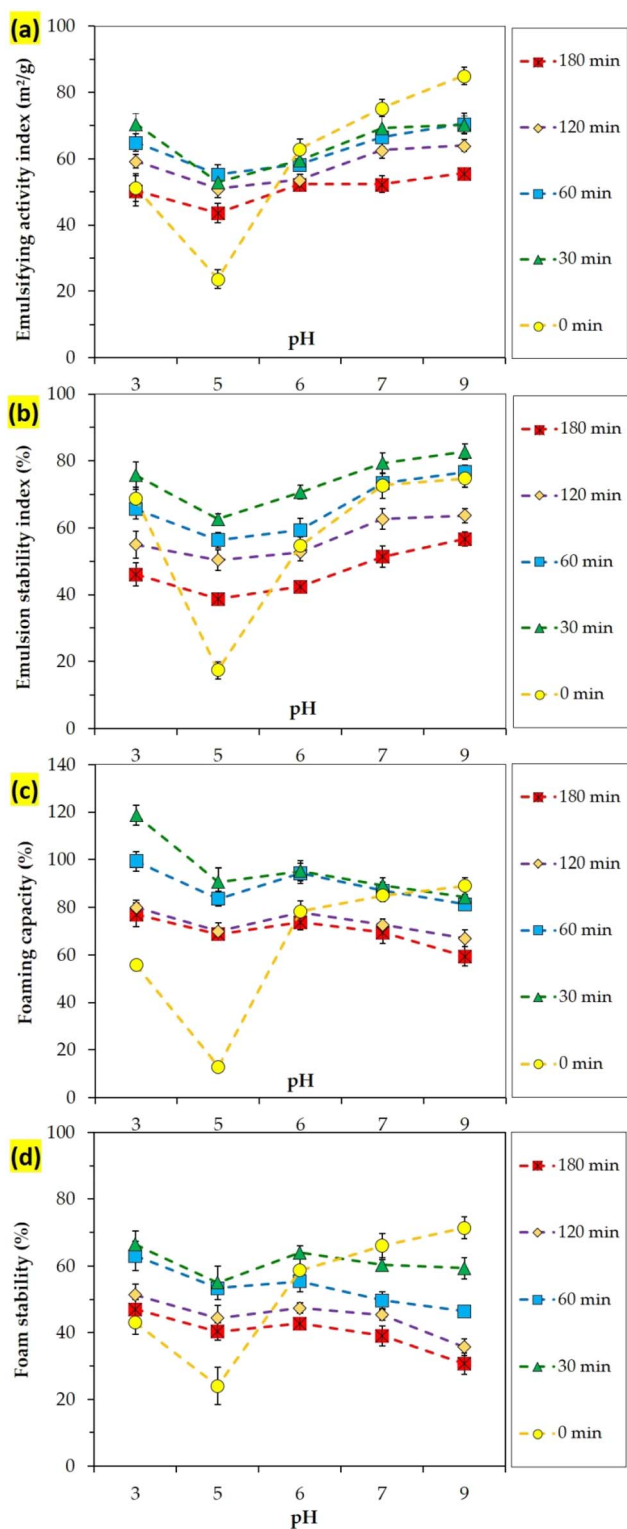 (a)
Emulsifying activity index (m²/g)
100
80
60
40
20
0
pH
3 5 6 7 9
180 min
120 min
60 min
30 min
0 min
(b)
Emulsion stability index (%)
100
80
60
40
20
0
pH
3 5 6 7 9
180 min
120 min
60 min
30 min
0 min
(c)
Foaming capacity (%)
140
120
100
80
60
40
20
0
pH
3 5 6 7 9
180 min
120 min
60 min
30 min
0 min
(d)
Foam stability (%)
100
80
60
40
20
0
3 5 6 7 9
pH
180 min
120 min
60 min
30 min
0 min